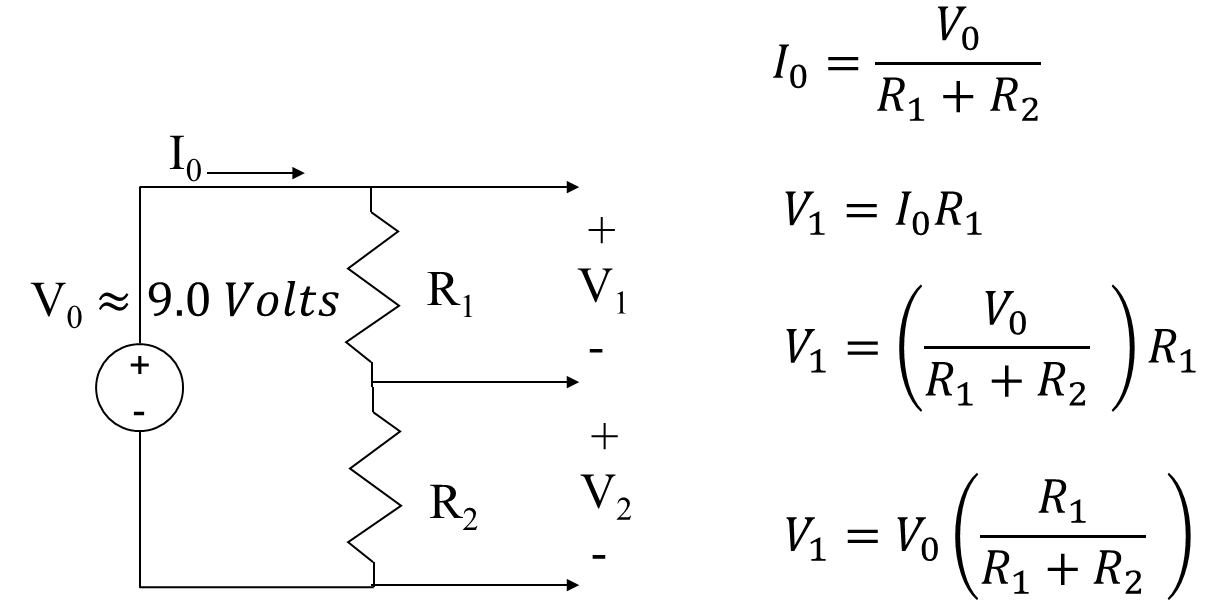 I₀
V₀ ≈ 9.0 Volts
+
-
R₁
R₂
+
V₁
-
+
V₂
-
I₀ = V₀ / (R₁ + R₂)
V₁ = I₀R₁
V₁ = (V₀ / (R₁ + R₂)) R₁
V₁ = V₀ (R₁ / (R₁ + R₂))